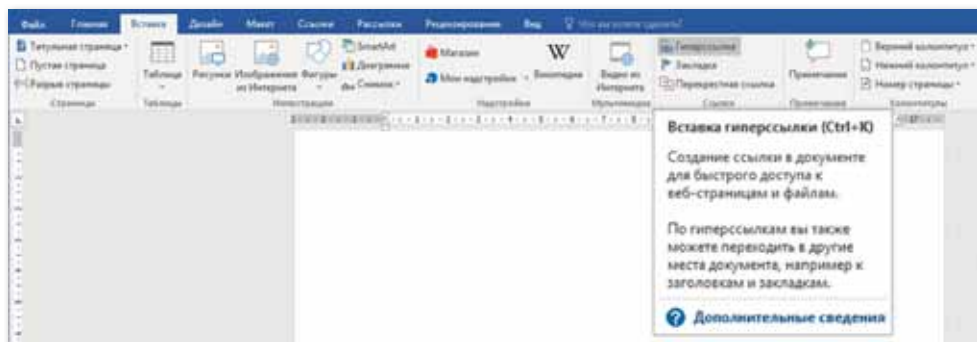 Файл Главная Вставка Дизайн Макет Ссылки Рассылки Рецензирование Вид Что вы хотите сделать?
Титульная страница
Пустая страница
Разрыв страницы
Страницы
Таблица
Таблицы
Рисунки Изображения из Интернета Фигуры
SmartArt
Диаграмма
Снимок
Иллюстрации
Магазин
Мои надстройки
W
Википедия
Надстройки
Видео из Интернета
Мультимедиа
Гиперссылка
Закладка
Перекрестная ссылка
Ссылки
Примечание
Примечания
Верхний колонтитул
Нижний колонтитул
Номер страницы
Колонтитулы
Вставка гиперссылки (Ctrl+K)
Создание ссылки в документе
для быстрого доступа к
веб-страницам и файлам.
По гиперссылкам вы также
можете переходить в другие
места документа, например к
заголовкам и закладкам.
Дополнительные сведения